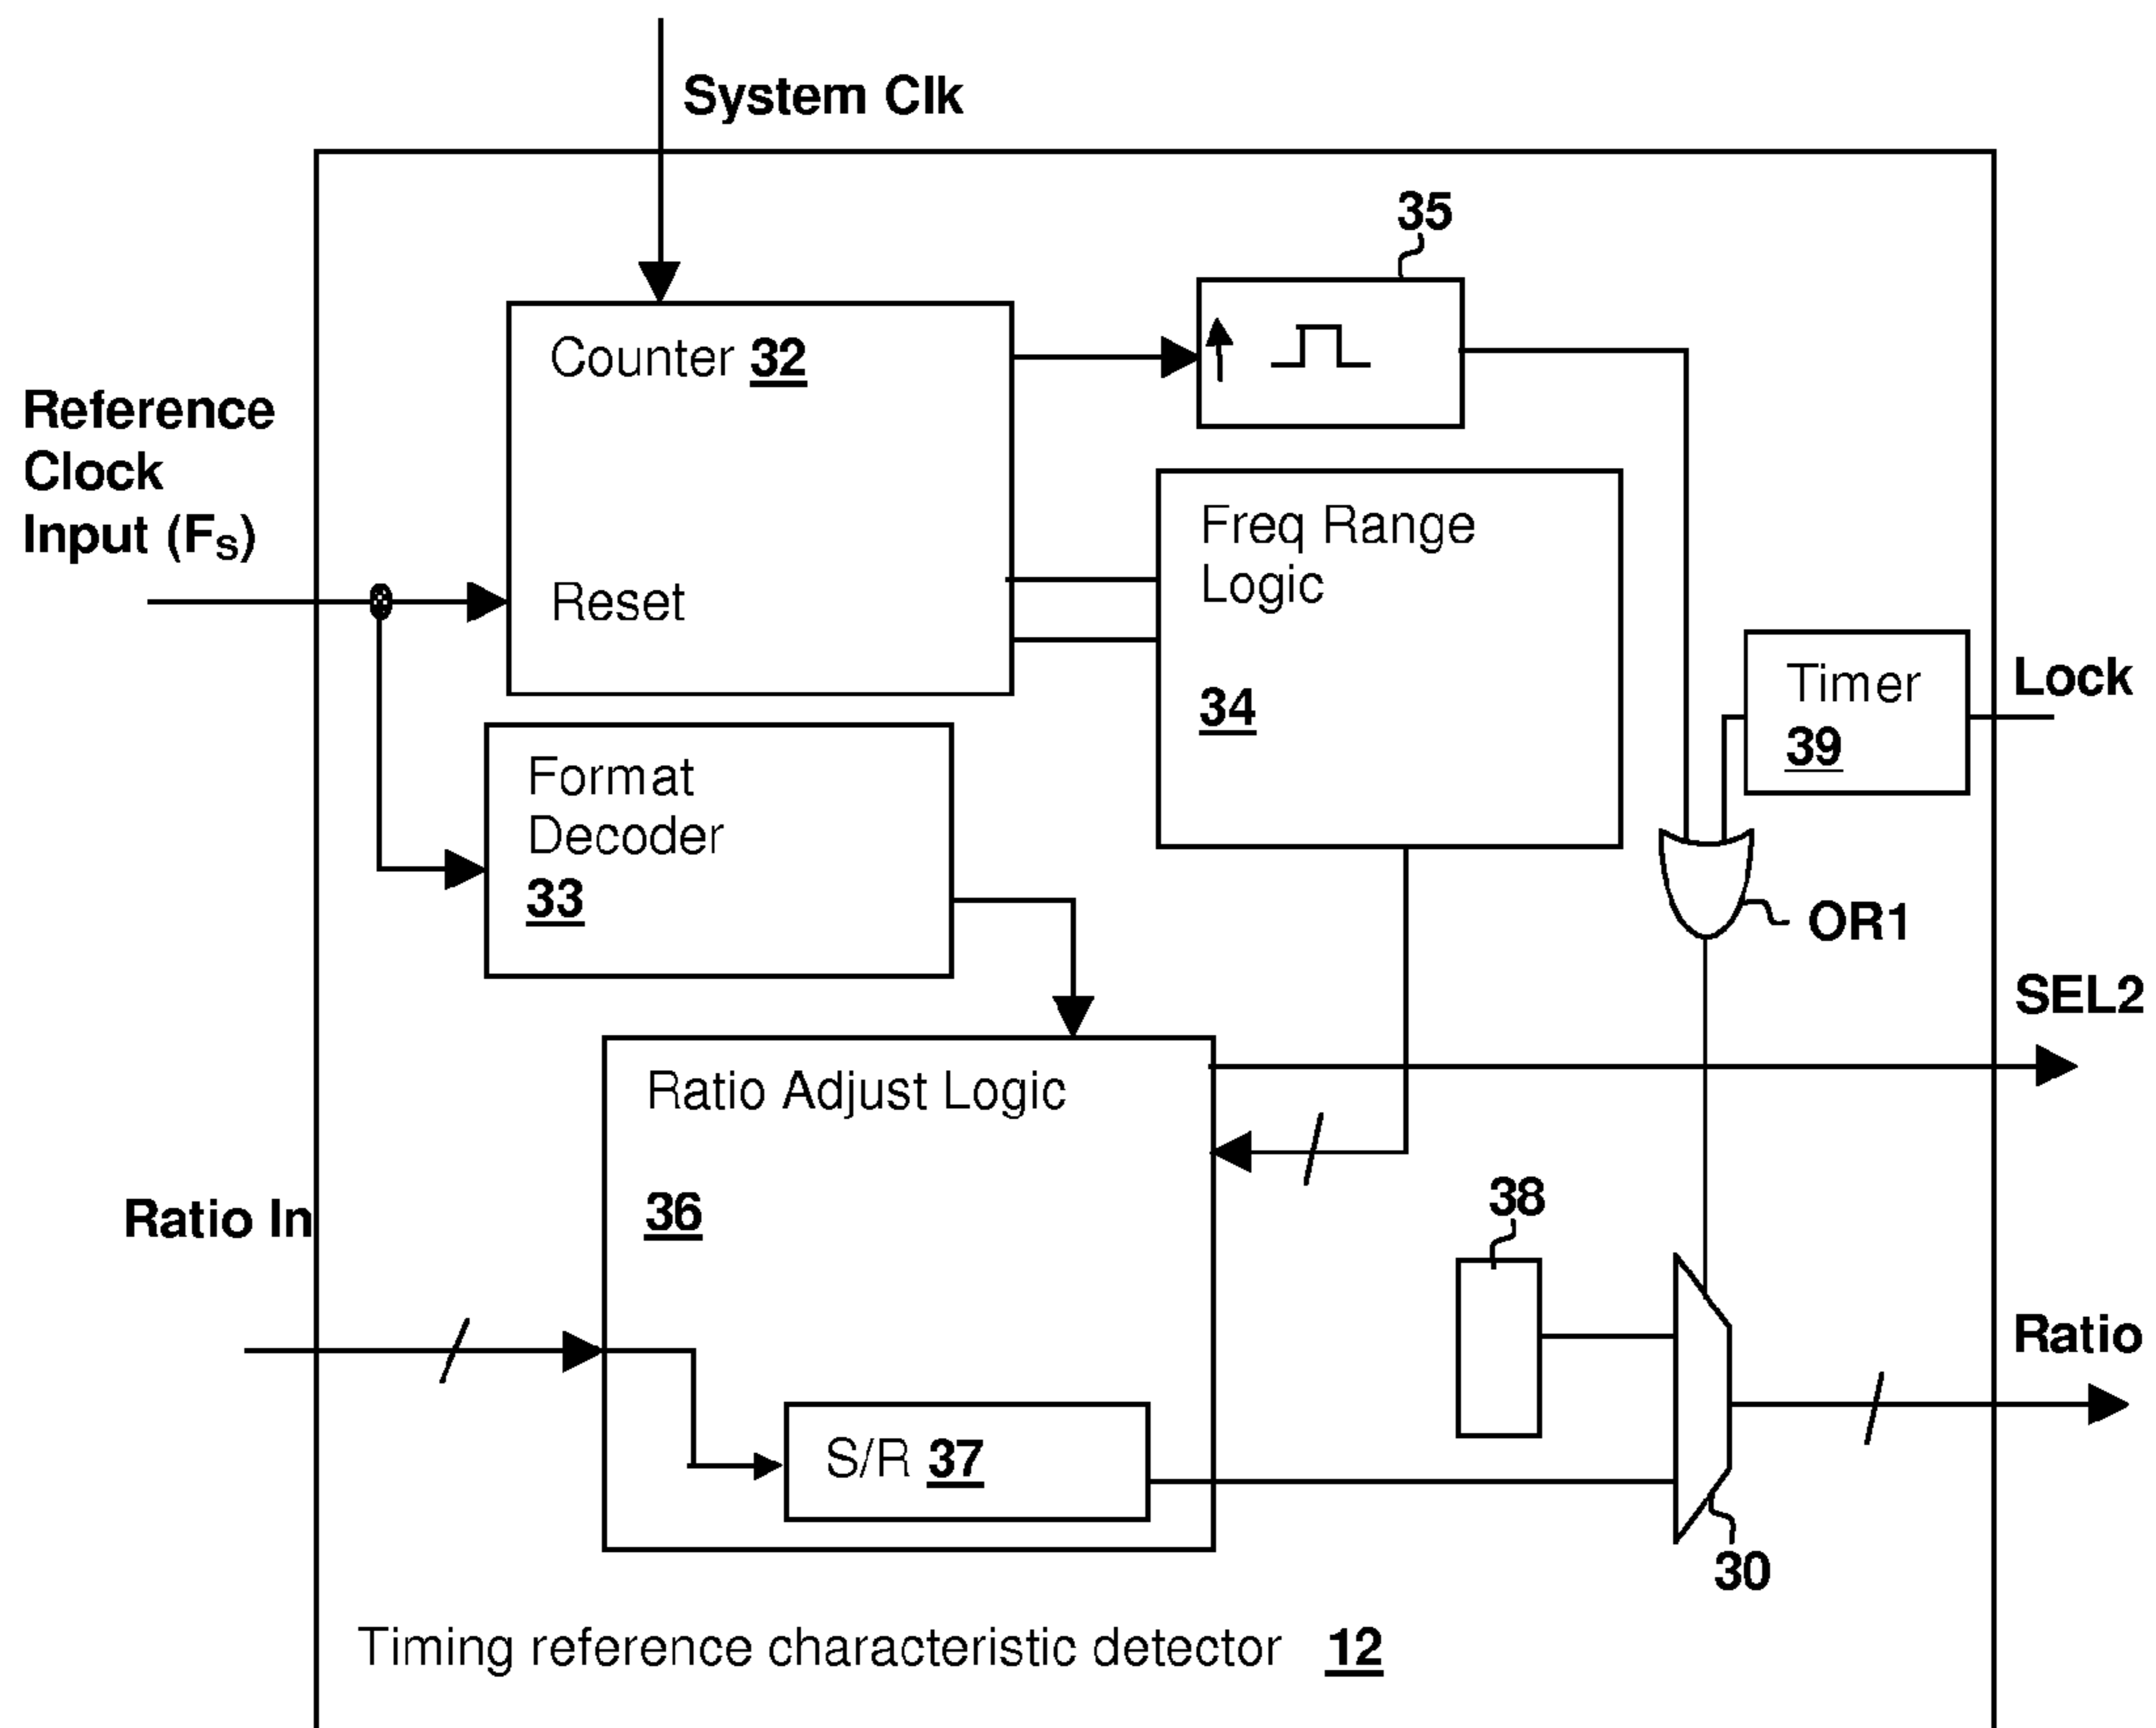 System Clk
35
Counter 32
Reference
Clock
Input (FS)
Reset
Freq Range
Logic
34
Timer
39
Lock
Format
Decoder
33
OR1
SEL2
Ratio Adjust Logic
36
Ratio In
38
Ratio
S/R 37
30
Timing reference characteristic detector 12